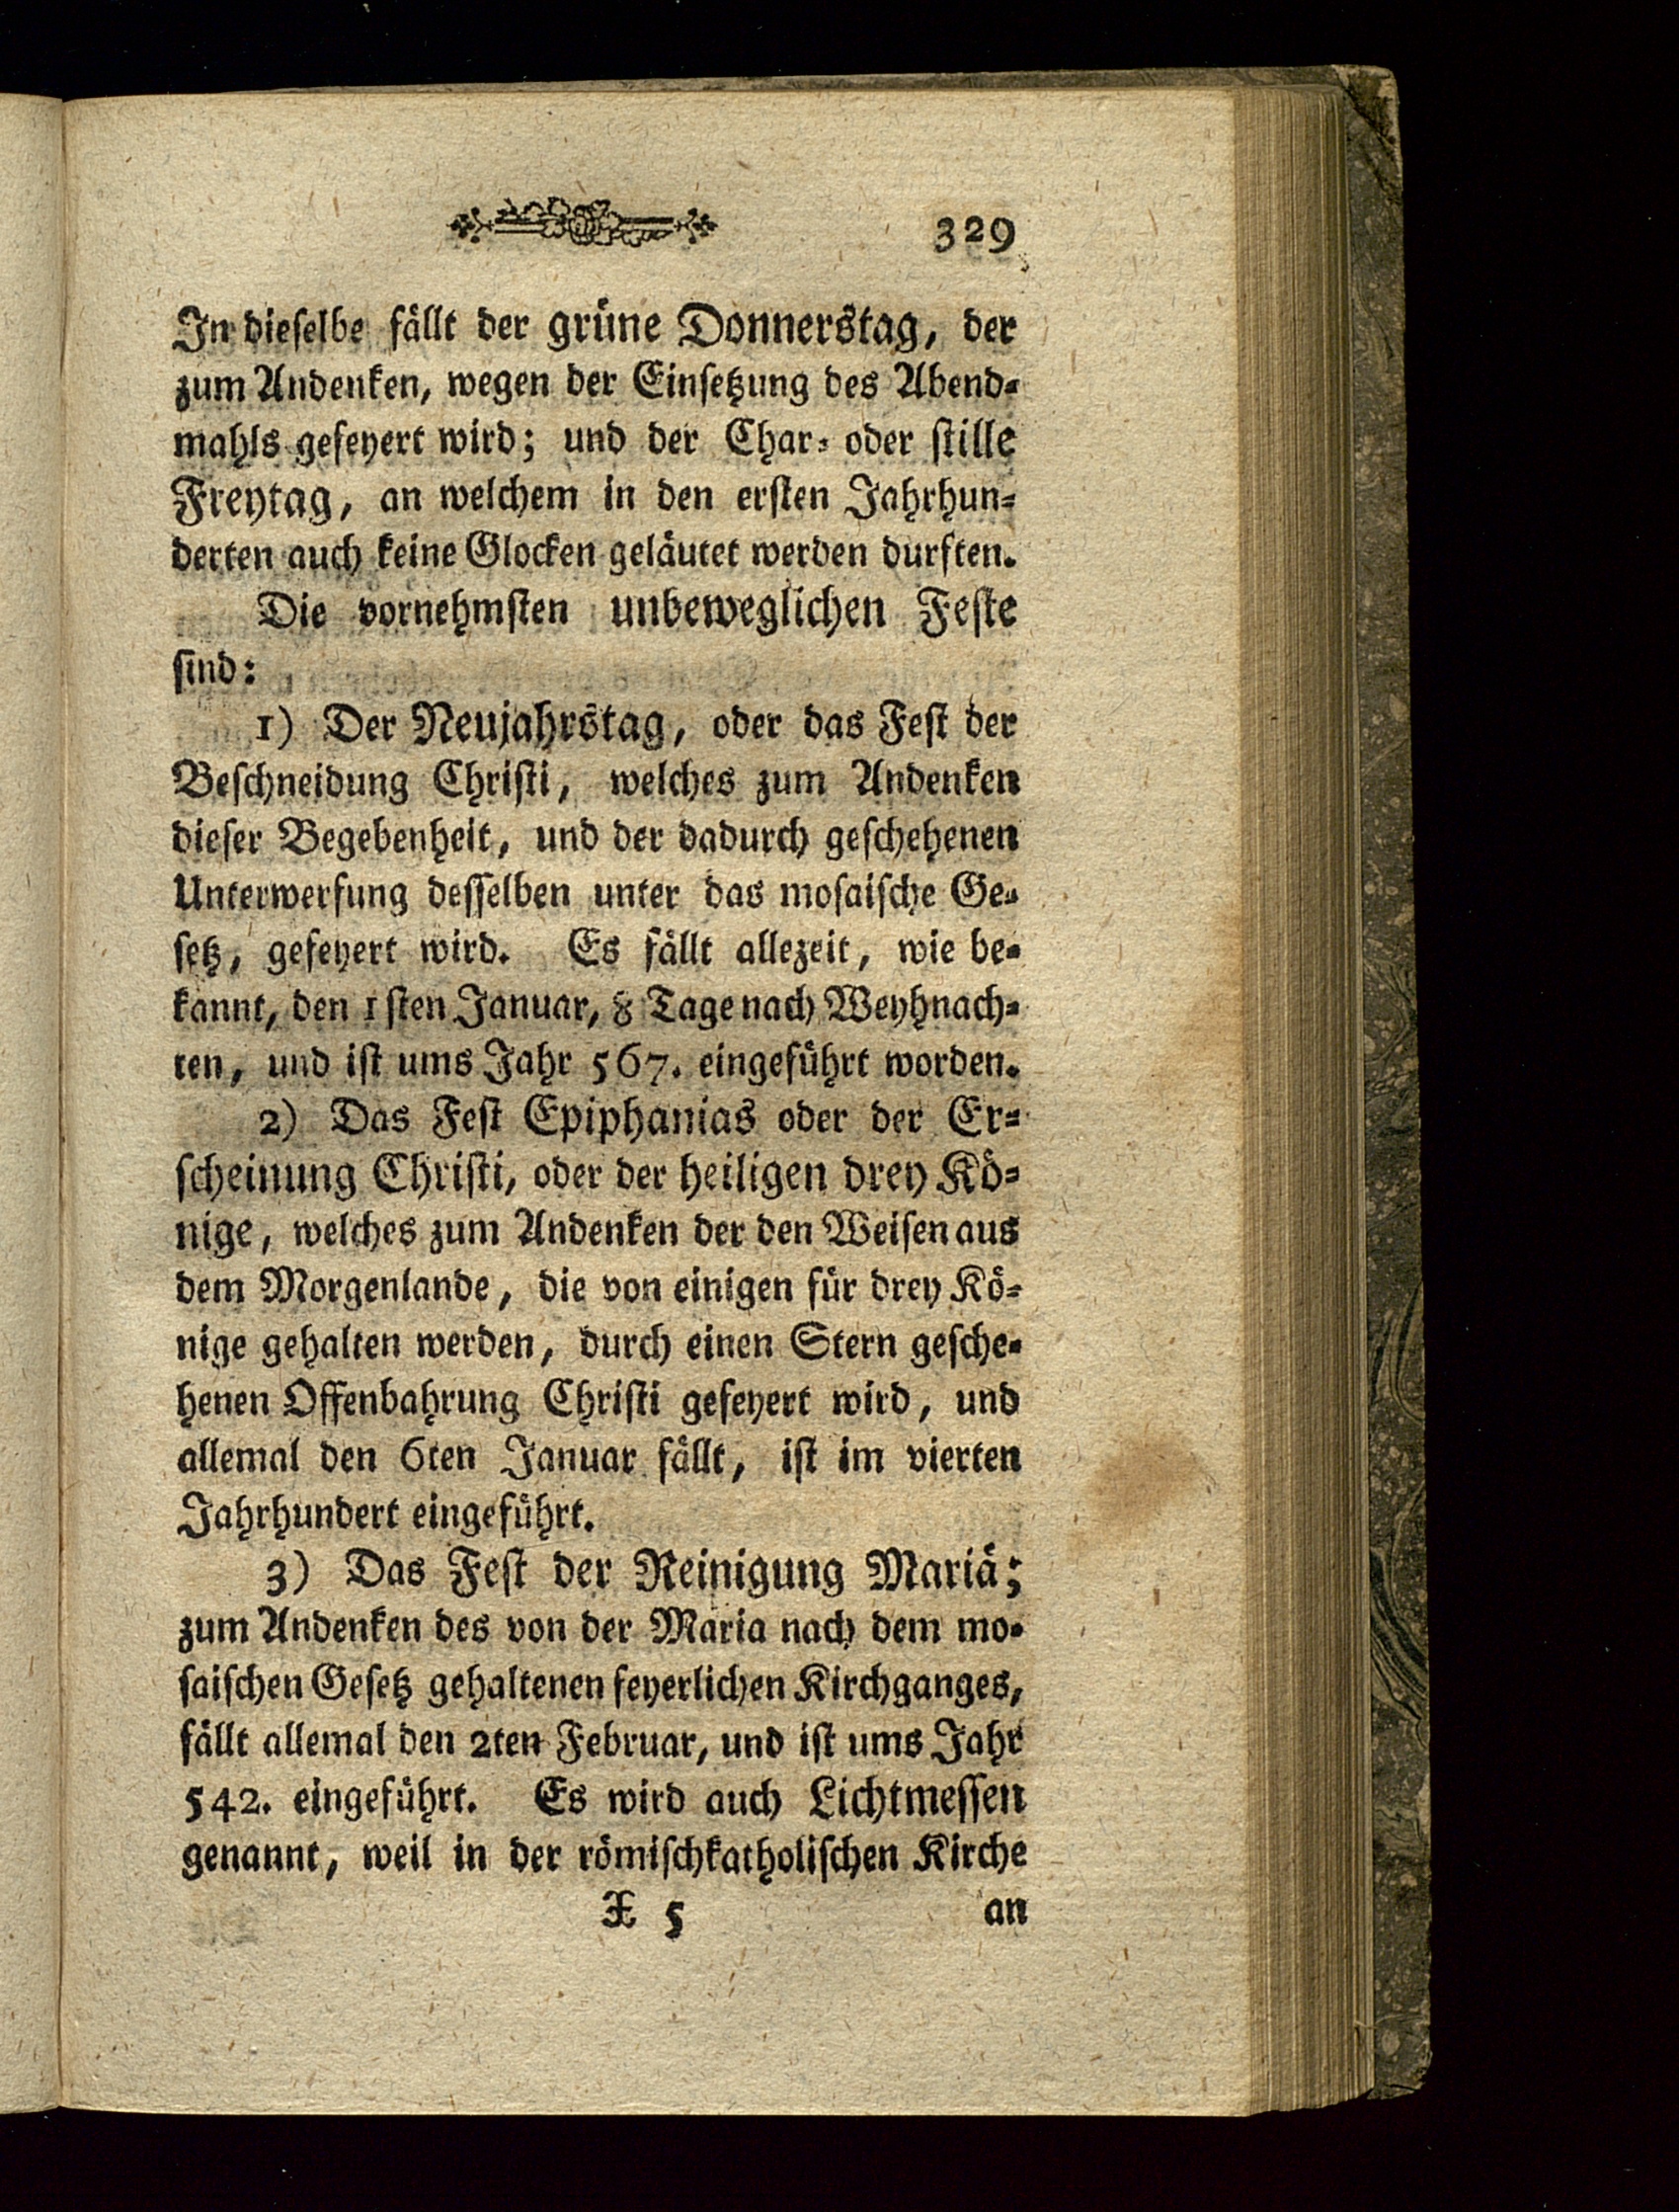 329
In dieselbe fällt der grüne Donnerstag, der
zum Andenken, wegen der Einsetzung des Abend-
mahls gefeyert wird; und der Char- oder stille
Freytag, an welchem in den ersten Jahrhun-
derten auch keine Glocken geläutet werden durften.
Die vornehmsten unbeweglichen Feste
sind:
1) Der Neujahrstag, oder das Fest der
Beschneidung Christi, welches zum Andenken
dieser Begebenheit, und der dadurch geschehenen
Unterwerfung desselben unter das mosaische Ge-
setz, gefeyert wird. Es fällt allezeit, wie be-
kannt, den 1sten Januar, 8 Tage nach Weyhnach-
ten, und ist ums Jahr 567. eingeführt worden.
2) Das Fest Epiphanias oder der Er-
scheinung Christi, oder der heiligen drey Kö-
nige, welches zum Andenken der den Weisen aus
dem Morgenlande, die von einigen für drey Kö-
nige gehalten werden, durch einen Stern gesche-
henen Offenbahrung Christi gefeyert wird, und
allemal den 6ten Januar fällt, ist im vierten
Jahrhundert eingeführt.
3) Das Fest der Reinigung Mariä;
zum Andenken des von der Maria nach dem mo-
saischen Gesetz gehaltenen feyerlichen Kirchganges,
fällt allemal den 2ten Februar, und ist ums Jahr
542. eingeführt. Es wird auch Lichtmessen
genannt, weil in der römischkatholischen Kirche
X 5 an